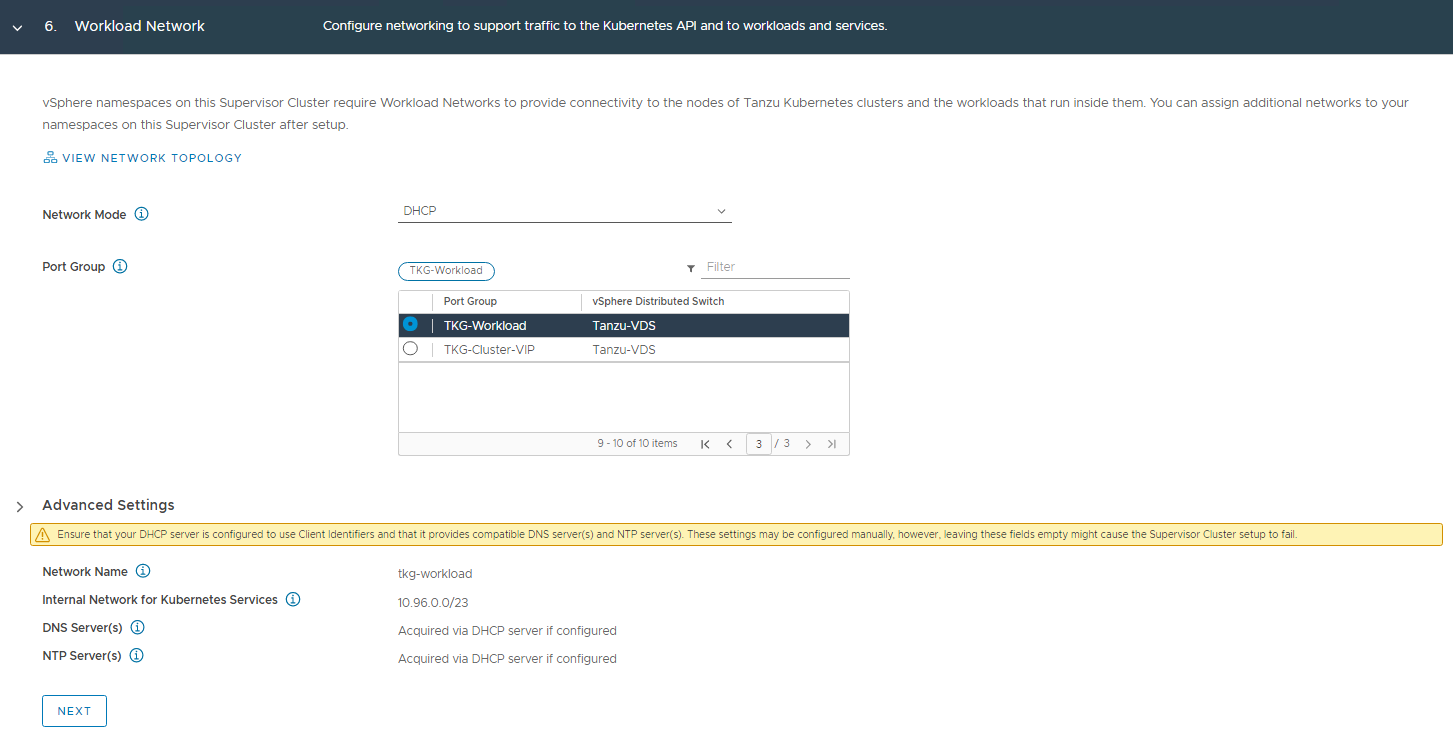 6. Workload Network Configure networking to support traffic to the Kubernetes API and to workloads and services.
vSphere namespaces on this Supervisor Cluster require Workload Networks to provide connectivity to the nodes of Tanzu Kubernetes clusters and the workloads that run inside them. You can assign additional networks to your
namespaces on this Supervisor Cluster after setup.
VIEW NETWORK TOPOLOGY
Network Mode DHCP
Port Group TKG-Workload Filter
Port Group vSphere Distributed Switch
TKG-Workload Tanzu-VDS
TKG-Cluster-VIP Tanzu-VDS
9 - 10 of 10 items 3 / 3
Advanced Settings
Ensure that your DHCP server is configured to use Client Identifiers and that it provides compatible DNS server(s) and NTP server(s). These settings may be configured manually, however, leaving these fields empty might cause the Supervisor Cluster setup to fail.
Network Name tkg-workload
Internal Network for Kubernetes Services 10.96.0.0/23
DNS Server(s) Acquired via DHCP server if configured
NTP Server(s) Acquired via DHCP server if configured
NEXT